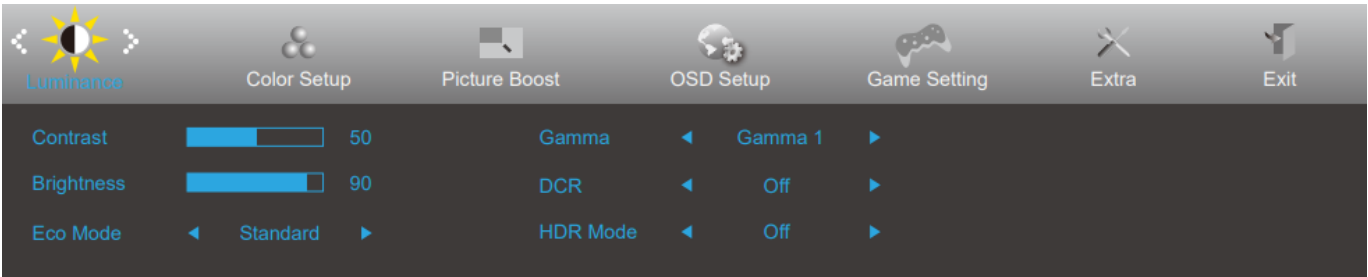 Luminance
Color Setup
Picture Boost
OSD Setup
Game Setting
Extra
Exit
Contrast 50 Gamma Gamma 1
Brightness 90 DCR Off
Eco Mode Standard HDR Mode Off